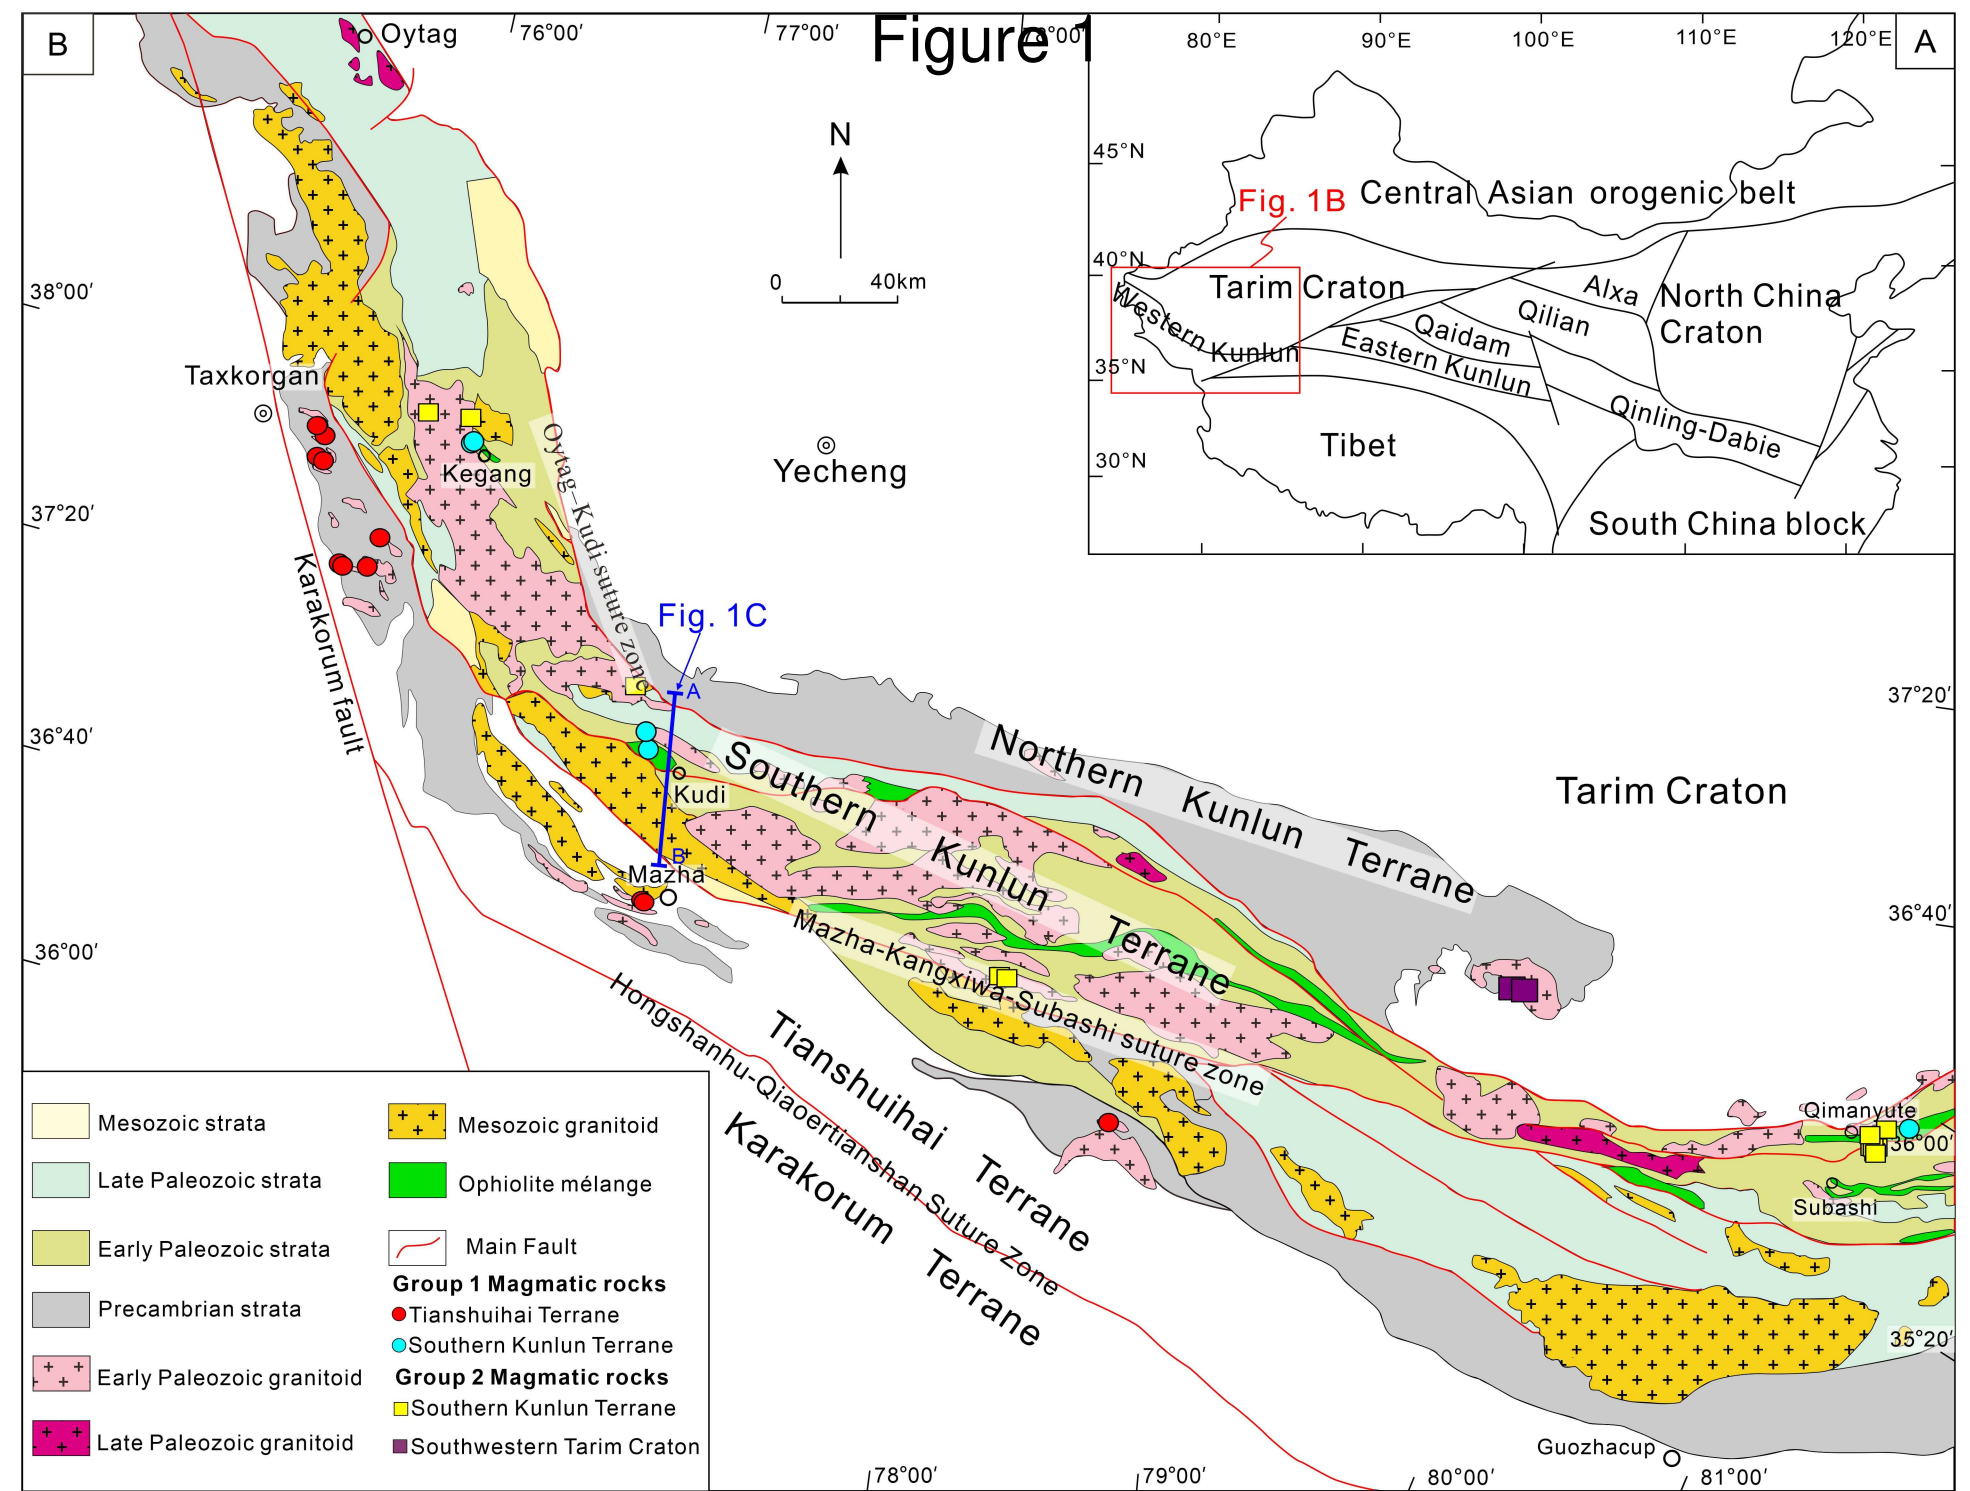 B
Oytag
76°00′
77°00′
78°00′
Figure 1
80°E
90°E
100°E
110°E
120°E
A
45°N
40°N
35°N
30°N
Fig. 1B
Central Asian orogenic belt
Tarim Craton
Alxa
North China
Craton
Western Kunlun
Qaidam
Qilian
Eastern Kunlun
Qinling-Dabie
Tibet
South China block
N
0
40km
38°00′
Taxkorgan
Kegang
Yecheng
Oytag–Kudi suture zone
37°20′
Karakorum fault
Fig. 1C
A
36°40′
37°20′
Kudi
B
Mazha
Northern Kunlun Terrane
Southern Kunlun Terrane
Tarim Craton
36°40′
36°00′
Mazha-Kangxiwa-Subashi suture zone
Hongshanhu-Qiaoertianshan Suture Zone
Tianshuihai Terrane
Karakorum Terrane
Qimanyute
36°00′
Subashi
35°20′
Guozhacup
78°00′
79°00′
80°00′
81°00′
Mesozoic strata
Late Paleozoic strata
Early Paleozoic strata
Precambrian strata
Early Paleozoic granitoid
Late Paleozoic granitoid
Mesozoic granitoid
Ophiolite mélange
Main Fault
Group 1 Magmatic rocks
Tianshuihai Terrane
Southern Kunlun Terrane
Group 2 Magmatic rocks
Southern Kunlun Terrane
Southwestern Tarim Craton